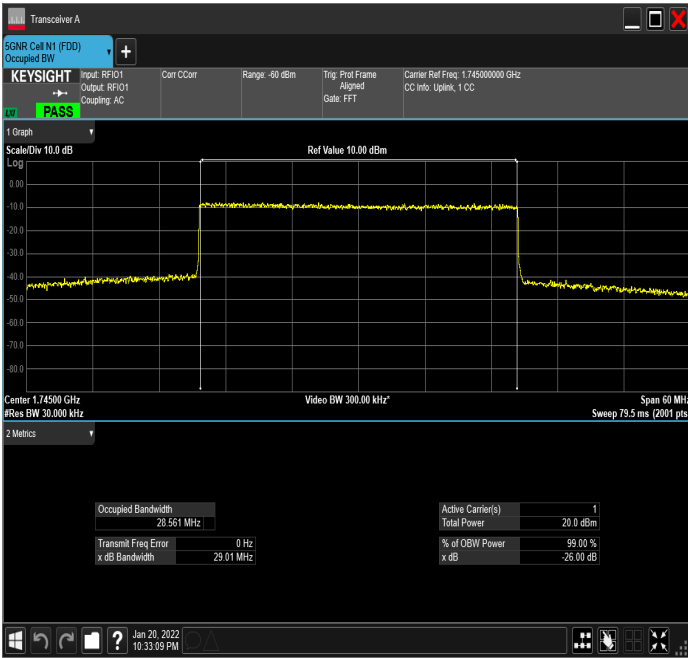 Transceiver A
5GNR Cell N1 (FDD)
Occupied BW
KEYSIGHT
LXI
PASS
Input: RFIO1
Output: RFIO1
Coupling: AC
Corr CCorr
Range: -60 dBm
Trig: Prot Frame
Aligned
Gate: FFT
Carrier Ref Freq: 1.745000000 GHz
CC Info: Uplink, 1 CC
1 Graph
Scale/Div 10.0 dB
Ref Value 10.00 dBm
Log
0.00
-10.0
-20.0
-30.0
-40.0
-50.0
-60.0
-70.0
-80.0
Center 1.74500 GHz
Video BW 300.00 kHz*
Span 60 MHz
#Res BW 30.000 kHz
Sweep 79.5 ms (2001 pts
2 Metrics
Occupied Bandwidth
28.561 MHz
Transmit Freq Error 0 Hz
x dB Bandwidth 29.01 MHz
Active Carrier(s) 1
Total Power 20.0 dBm
% of OBW Power 99.00 %
x dB -26.00 dB
?
Jan 20, 2022
10:33:09 PM